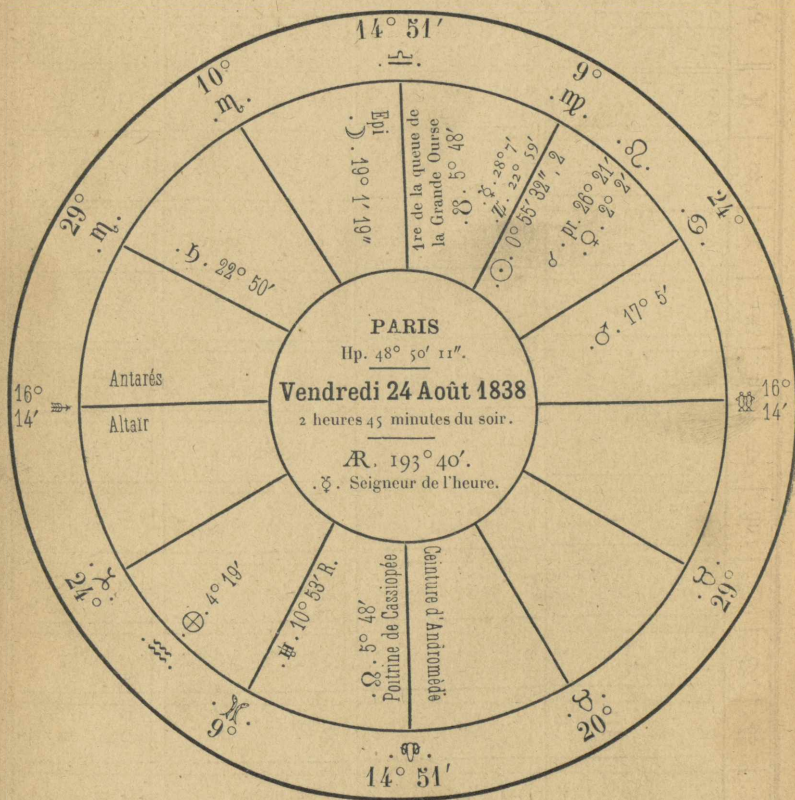 14° 51′
.♎.
9°
.♍.
.♌.
24°
.♋.
♊ 16°
14′
.♉.
29°
.♉.
20°
.♈.
14° 51′
.♓.
9°
.♒.
.♑.
24°
16°
14′ ♐
29°
.♏.
10°
.♏.
Epi
.☽. 19° 1′ 19″
1re de la queue de
la Grande Ourse
.☋. 5° 48′
.☿. 28° 7′
.♃. 22° 59′
.☉. 0° 55′ 32″, 2
☌ . pr. 26° 21′
.♀. 2° 2′
.♂. 17° 5′
.♄. 22° 50′
Antarés
Altaïr
.⊕. 4° 19′
.♅. 10° 53′ R.
.☊. 5° 48′
Poitrine de Cassiopée
Ceinture d'Andromède
PARIS
Hp. 48° 50′ 11″.
Vendredi 24 Août 1838
2 heures 45 minutes du soir.
ÆR. 193° 40′.
.☿. Seigneur de l'heure.